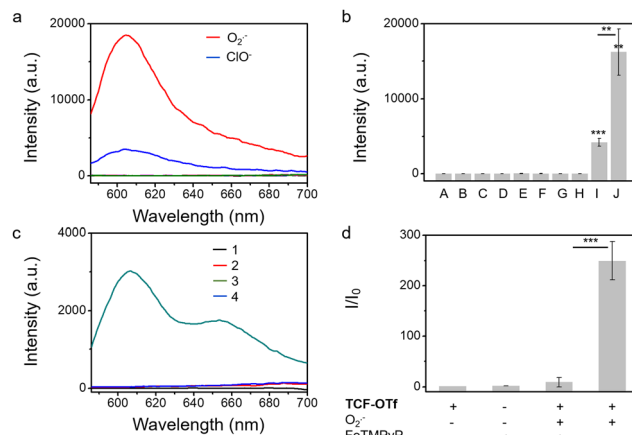 a
Intensity (a.u.)
20000
10000
0
600 620 640 660 680 700
Wavelength (nm)
O₂·⁻
ClO⁻
b
Intensity (a.u.)
20000
15000
10000
5000
0
A B C D E F G H I J
***
**
**
c
Intensity (a.u.)
4000
2000
0
600 620 640 660 680 700
Wavelength (nm)
1
2
3
4
d
I/I₀
300
200
100
0
***
TCF-OTf + - + +
O₂·⁻ - - + +